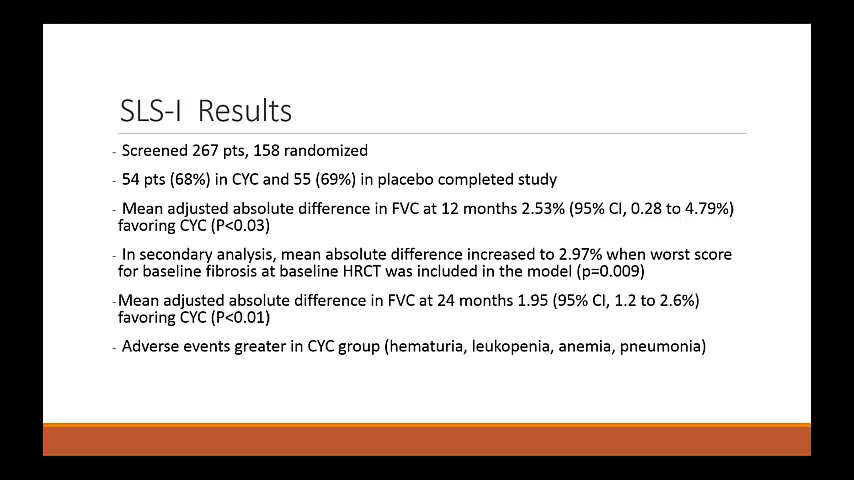 SLS-I Results
- Screened 267 pts, 158 randomized
- 54 pts (68%) in CYC and 55 (69%) in placebo completed study
- Mean adjusted absolute difference in FVC at 12 months 2.53% (95% CI, 0.28 to 4.79%)
favoring CYC (P<0.03)
- In secondary analysis, mean absolute difference increased to 2.97% when worst score
for baseline fibrosis at baseline HRCT was included in the model (p=0.009)
-Mean adjusted absolute difference in FVC at 24 months 1.95 (95% CI, 1.2 to 2.6%)
favoring CYC (P<0.01)
- Adverse events greater in CYC group (hematuria, leukopenia, anemia, pneumonia)